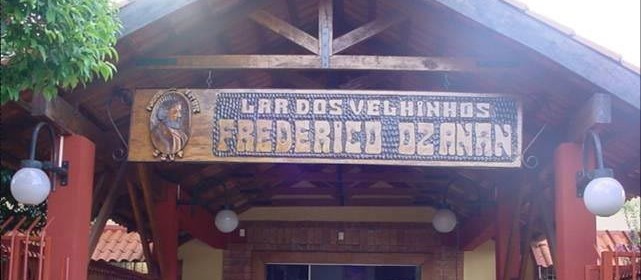 LAR DOS VELHINHOS
FREDERICO OZANAN